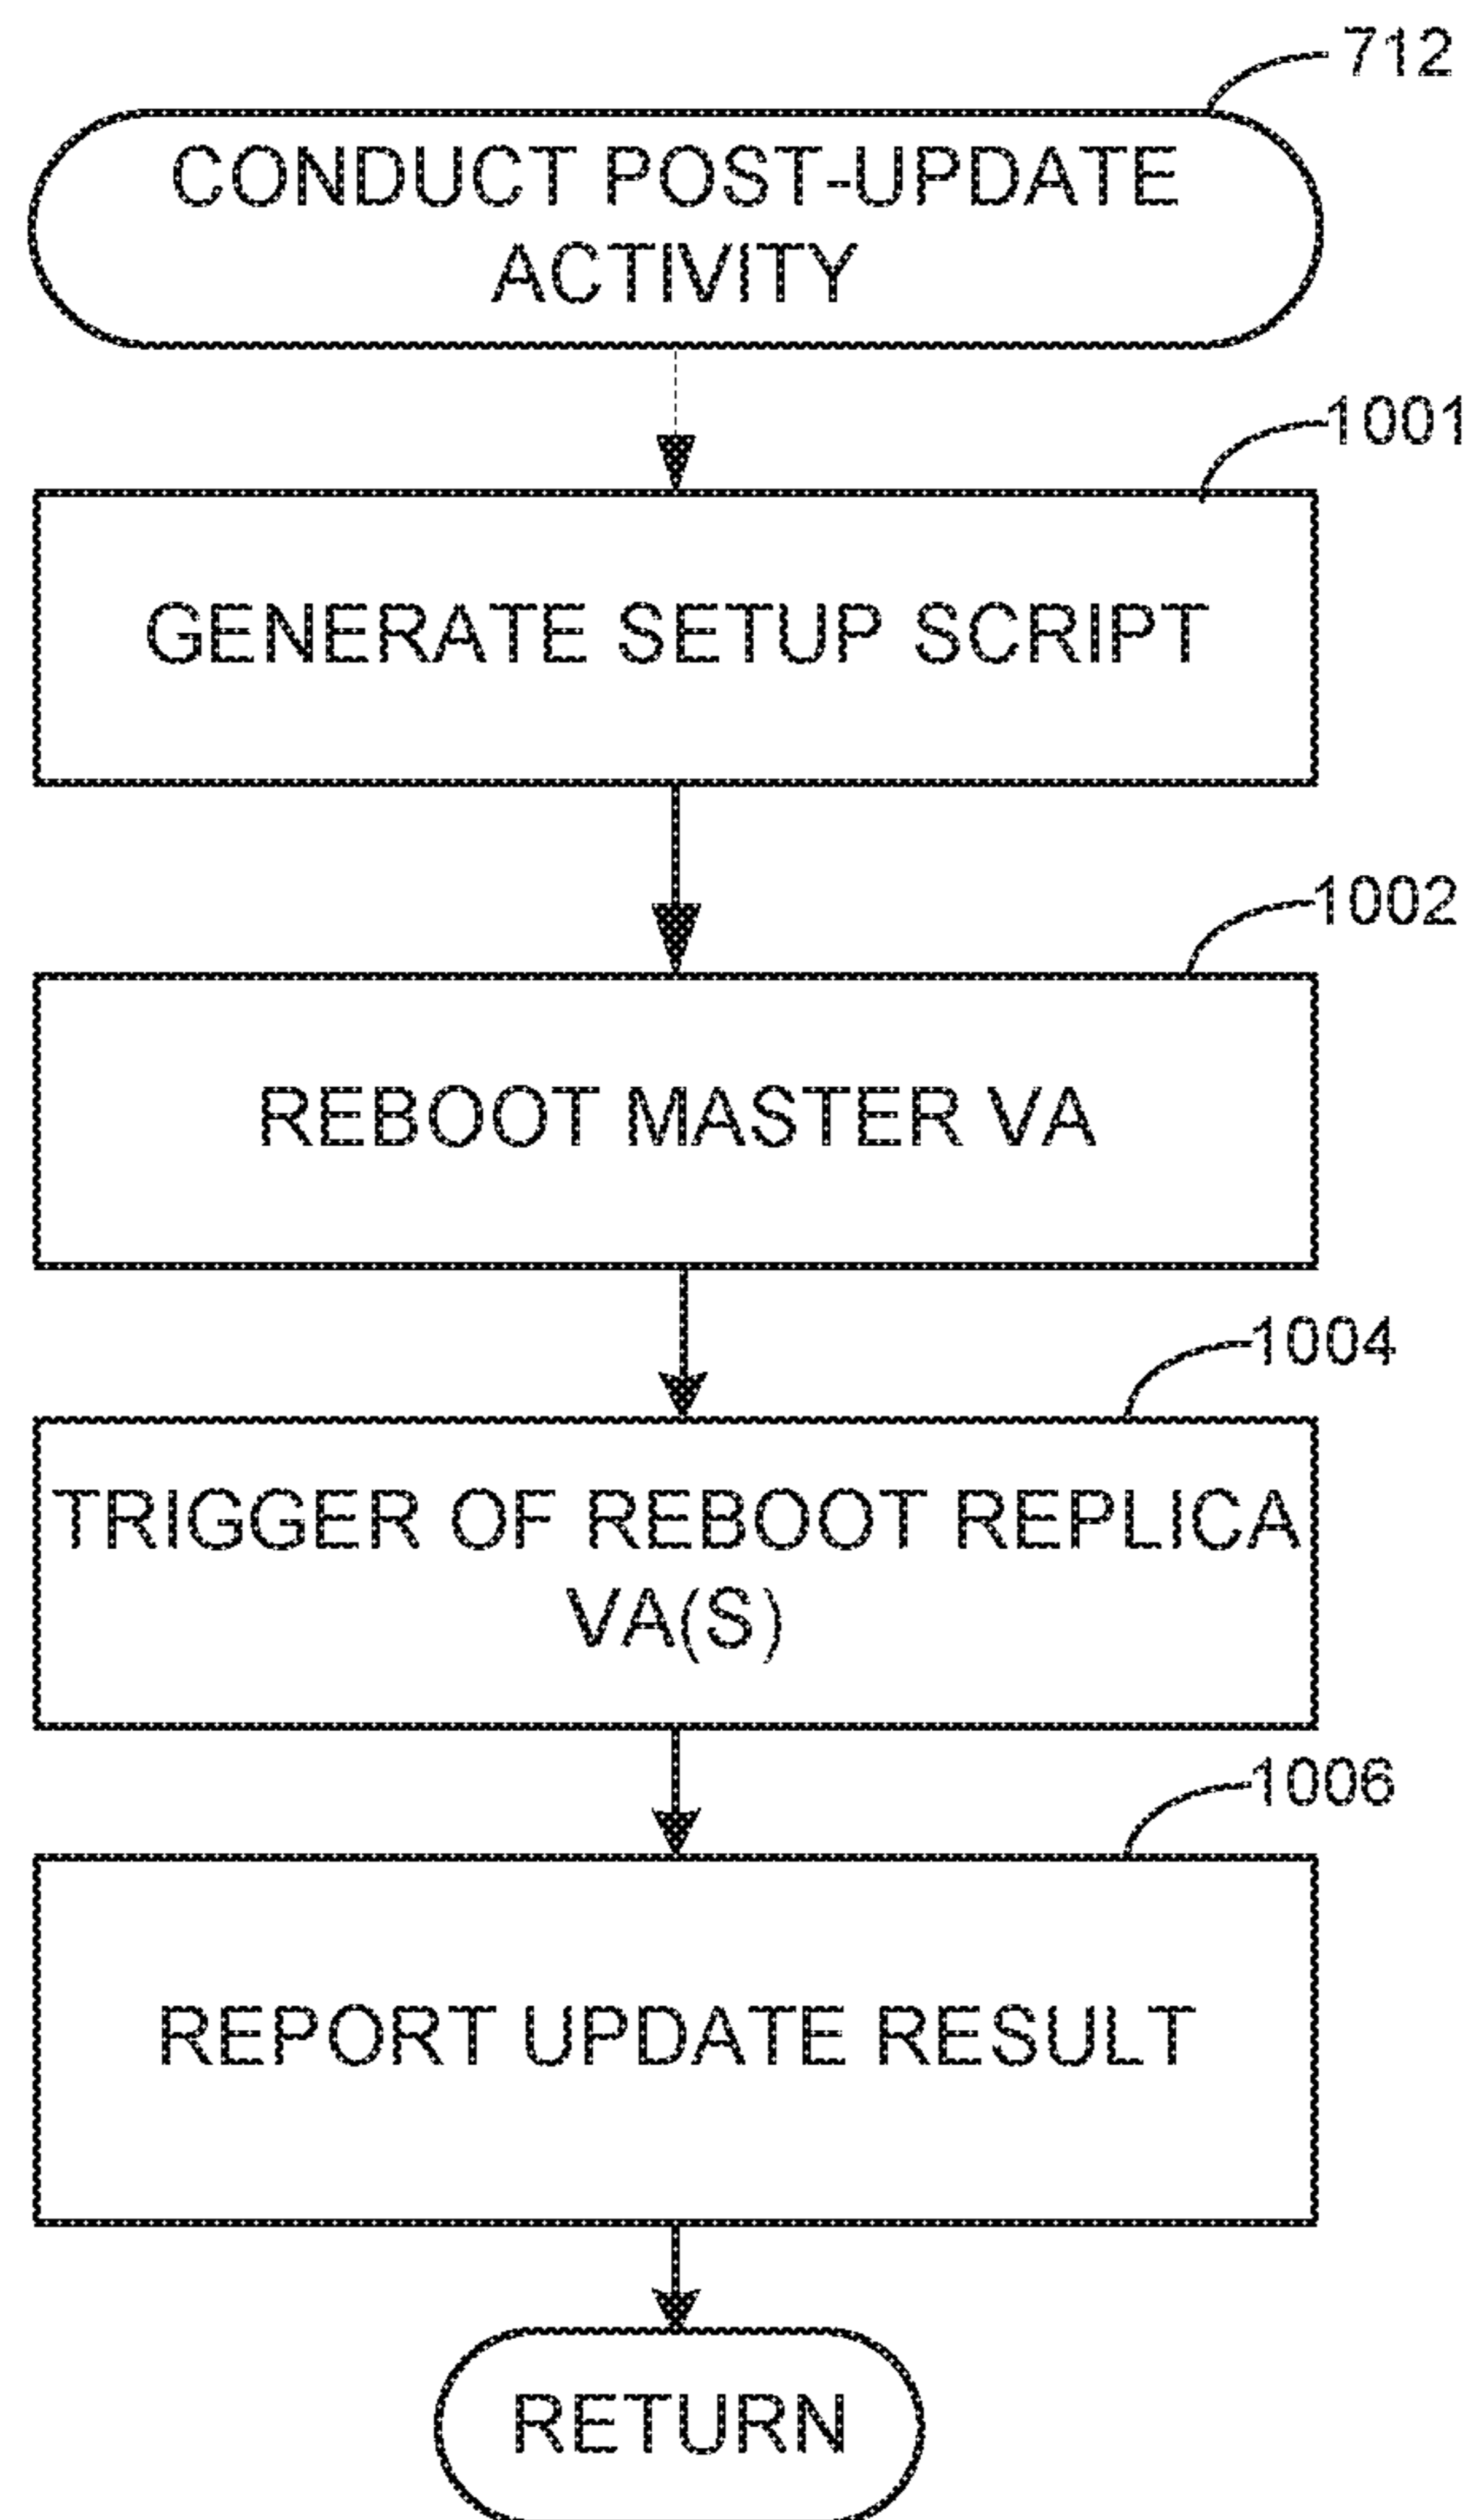 712
CONDUCT POST-UPDATE
ACTIVITY
1001
GENERATE SETUP SCRIPT
1002
REBOOT MASTER VA
1004
TRIGGER OF REBOOT REPLICA
VA(S)
1006
REPORT UPDATE RESULT
RETURN